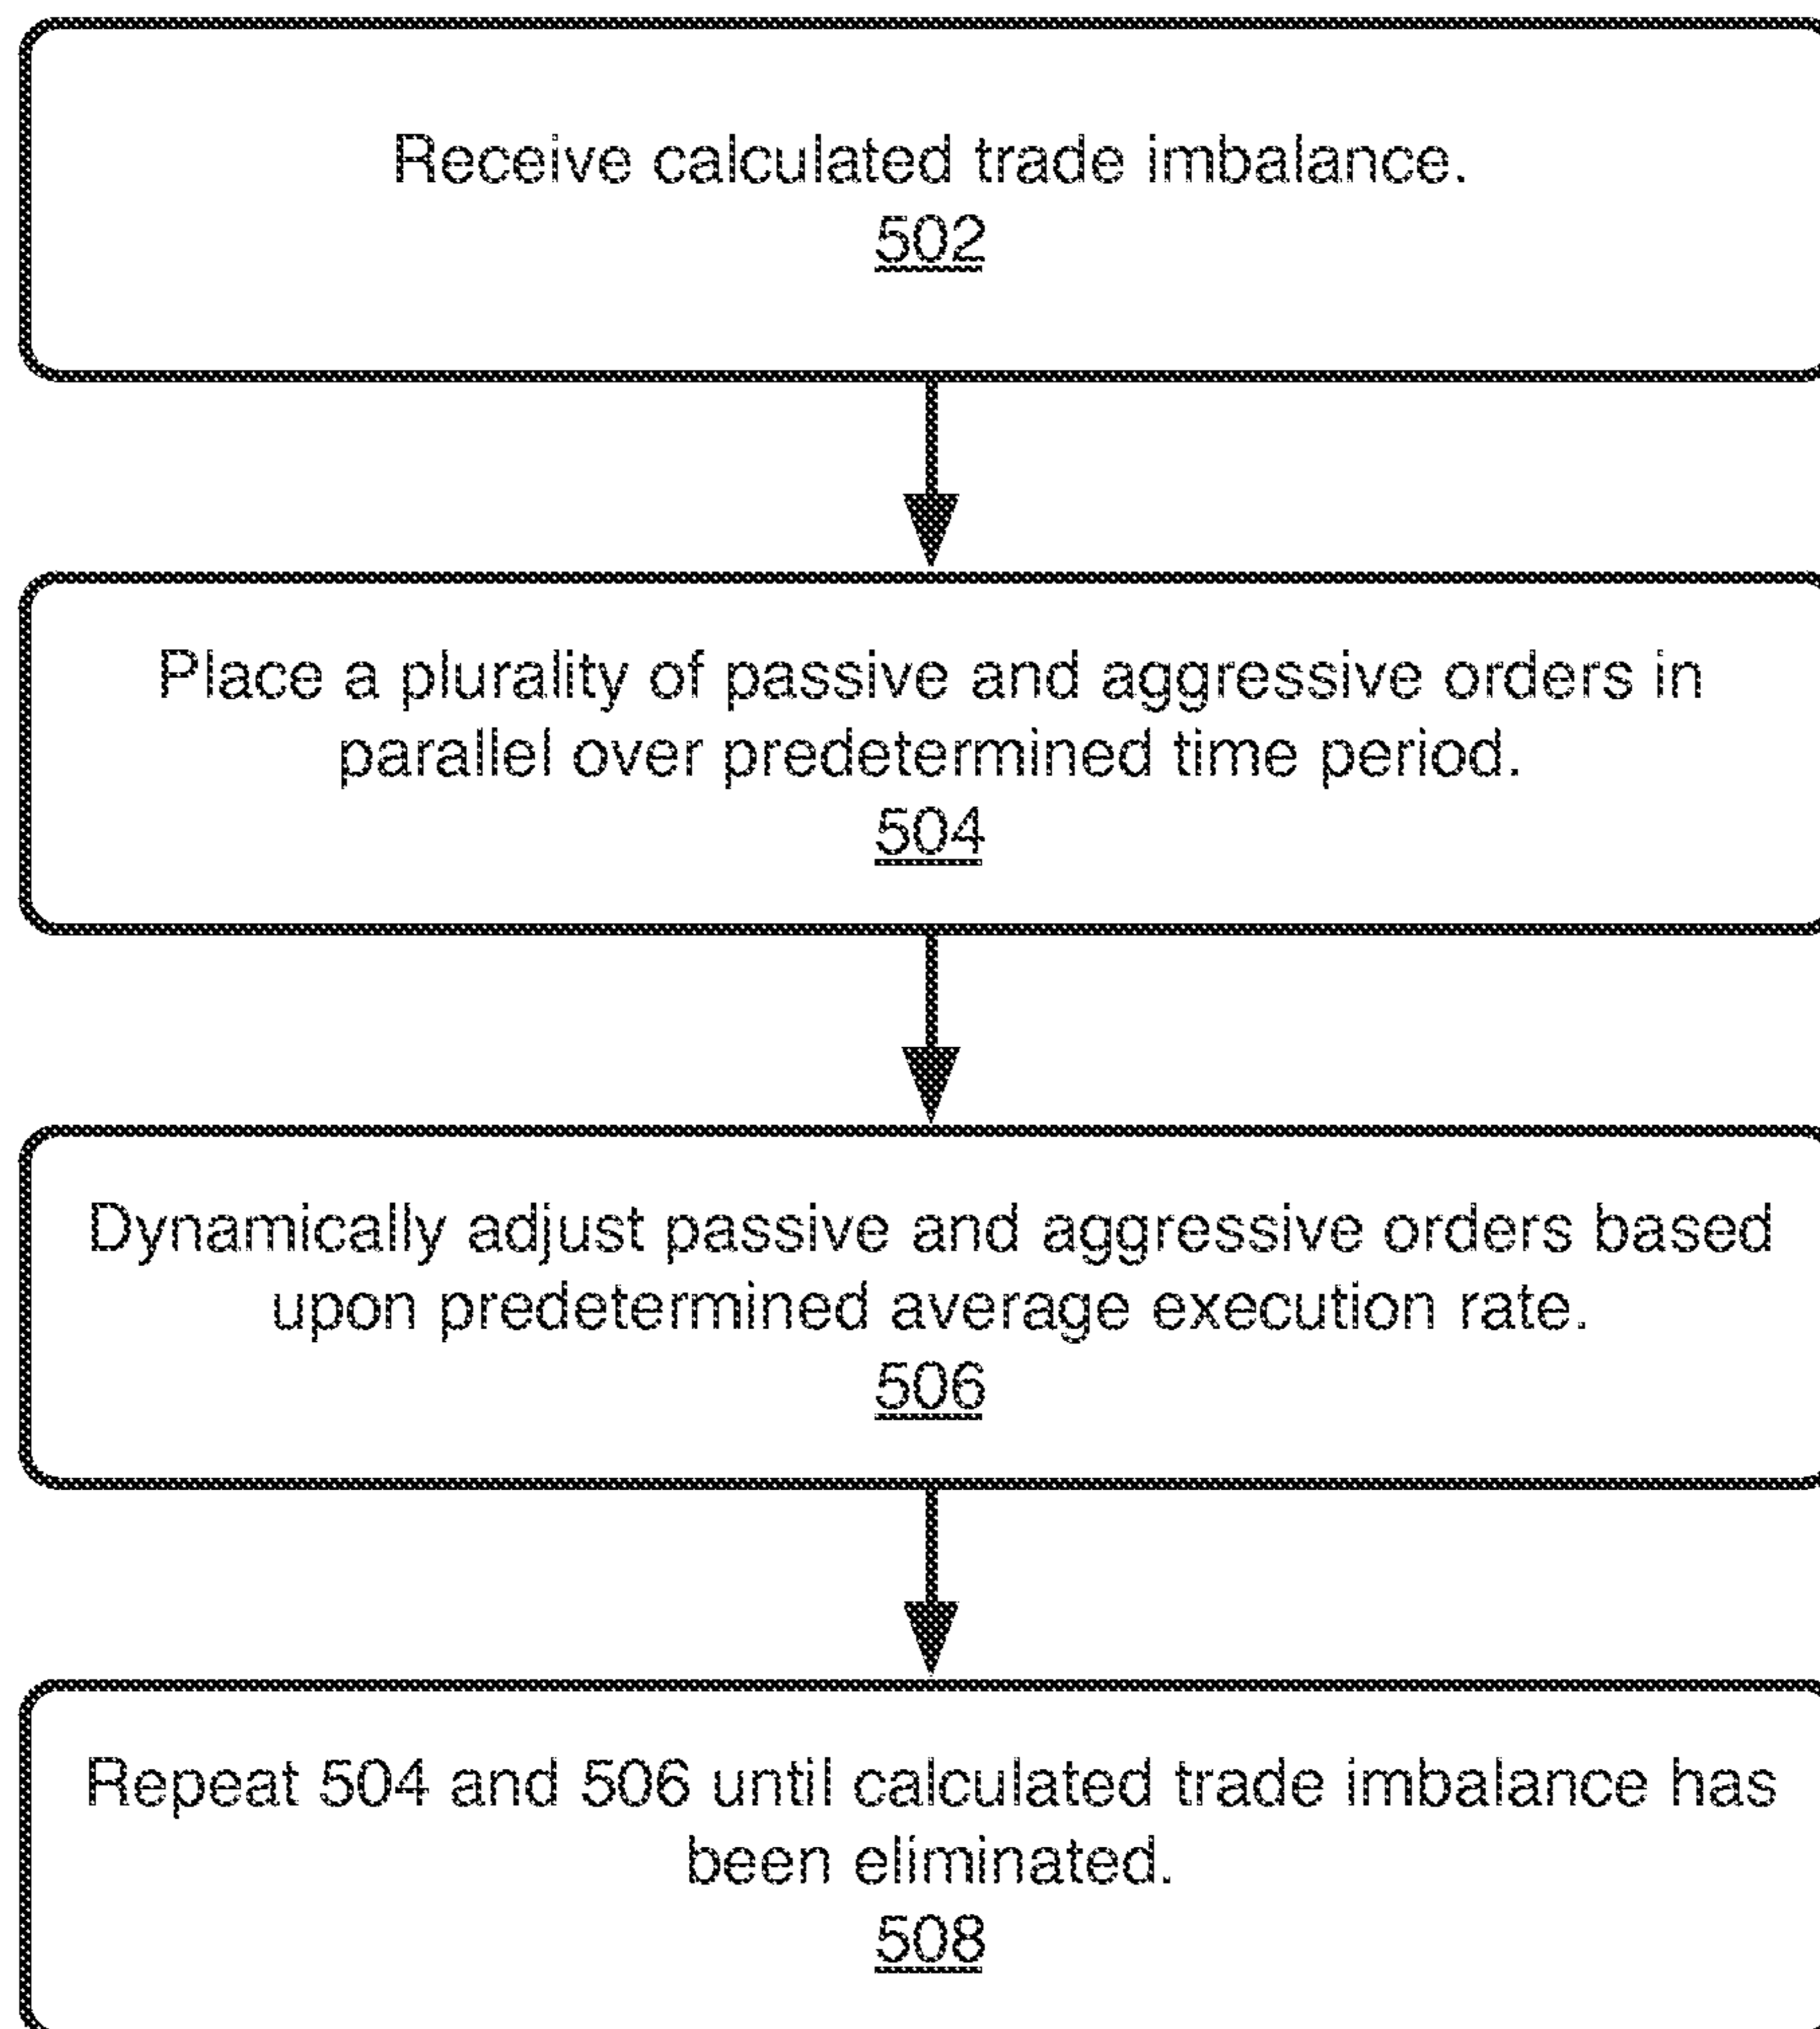 Receive calculated trade imbalance.
502
Place a plurality of passive and aggressive orders in
parallel over predetermined time period.
504
Dynamically adjust passive and aggressive orders based
upon predetermined average execution rate.
506
Repeat 504 and 506 until calculated trade imbalance has
been eliminated.
508